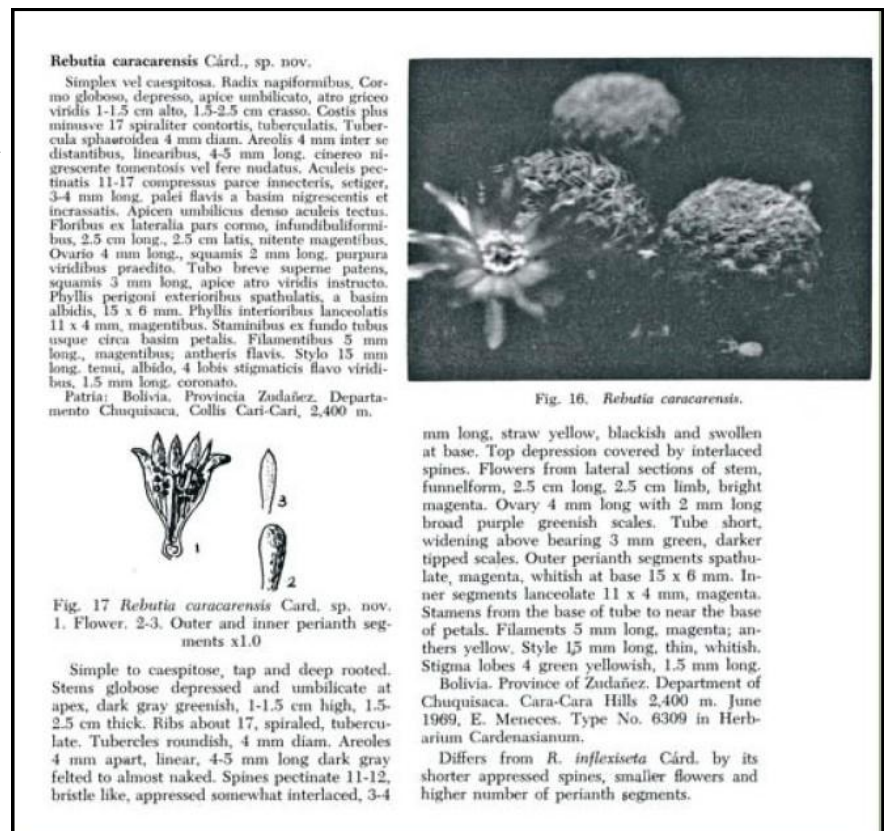 Rebutia caracarensis Cárd., sp. nov.
Simplex vel caespitosa. Radix napiformibus, Cor-
mo globoso, depresso, apice umbilicato, atro griceo
viridis 1-1.5 cm alto, 1.5-2.5 cm crasso. Costis plus
minusve 17 spiraliter contortis, tuberculatis. Tuber-
cula sphaeroidea 4 mm diam. Areolis 4 mm inter se
distantibus, linearibus, 4-5 mm long. cinereo ni-
grescente tomentosis vel fere nudatus. Aculeis pec-
tinatis 11-17 compressus parce innecteris, setiger,
3-4 mm long. palei flavis a basim nigrescentis et
incrassatis. Apicen umbilicus denso aculeis tectus.
Floribus ex lateralia pars cormo, infundibuliformi-
bus, 2.5 cm long., 2.5 cm latis, nitente magentibus.
Ovario 4 mm long., squamis 2 mm long. purpura
viridibus praedito. Tubo breve superne patens,
squamis 3 mm long, apice atro viridis instructo.
Phyllis perigoni exterioribus spathulatis, a basim
albidis, 15 x 6 mm. Phyllis interioribus lanceolatis
11 x 4 mm, magentibus. Staminibus ex fundo tubus
usque circa basim petalis. Filamentibus 5 mm
long., magentibus; antheris flavis. Stylo 15 mm
long. tenui, albido, 4 lobis stigmaticis flavo viridi-
bus, 1.5 mm long. coronato.
Patria: Bolivia. Provincia Zudañez. Departa-
mento Chuquisaca, Collis Cari-Cari, 2,400 m.
1
3
2
Fig. 17 Rebutia caracarensis Card. sp. nov.
1. Flower. 2-3. Outer and inner perianth seg-
ments x1.0
Simple to caespitose, tap and deep rooted.
Stems globose depressed and umbilicate at
apex, dark gray greenish, 1-1.5 cm high, 1.5-
2.5 cm thick. Ribs about 17, spiraled, tubercu-
late. Tubercles roundish, 4 mm diam. Areoles
4 mm apart, linear, 4-5 mm long dark gray
felted to almost naked. Spines pectinate 11-12,
bristle like, appressed somewhat interlaced, 3-4
Fig. 16. Rebutia caracarensis.
mm long, straw yellow, blackish and swollen
at base. Top depression covered by interlaced
spines. Flowers from lateral sections of stem,
funnelform, 2.5 cm long, 2.5 cm limb, bright
magenta. Ovary 4 mm long with 2 mm long
broad purple greenish scales. Tube short,
widening above bearing 3 mm green, darker
tipped scales. Outer perianth segments spathu-
late, magenta, whitish at base 15 x 6 mm. In-
ner segments lanceolate 11 x 4 mm, magenta.
Stamens from the base of tube to near the base
of petals. Filaments 5 mm long, magenta; an-
thers yellow. Style 15 mm long, thin, whitish.
Stigma lobes 4 green yellowish, 1.5 mm long.
Bolivia. Province of Zudañez. Department of
Chuquisaca. Cara-Cara Hills 2,400 m. June
1969, E. Meneces. Type No. 6309 in Herb-
arium Cardenasianum.
Differs from R. inflexiseta Cárd. by its
shorter appressed spines, smaller flowers and
higher number of perianth segments.